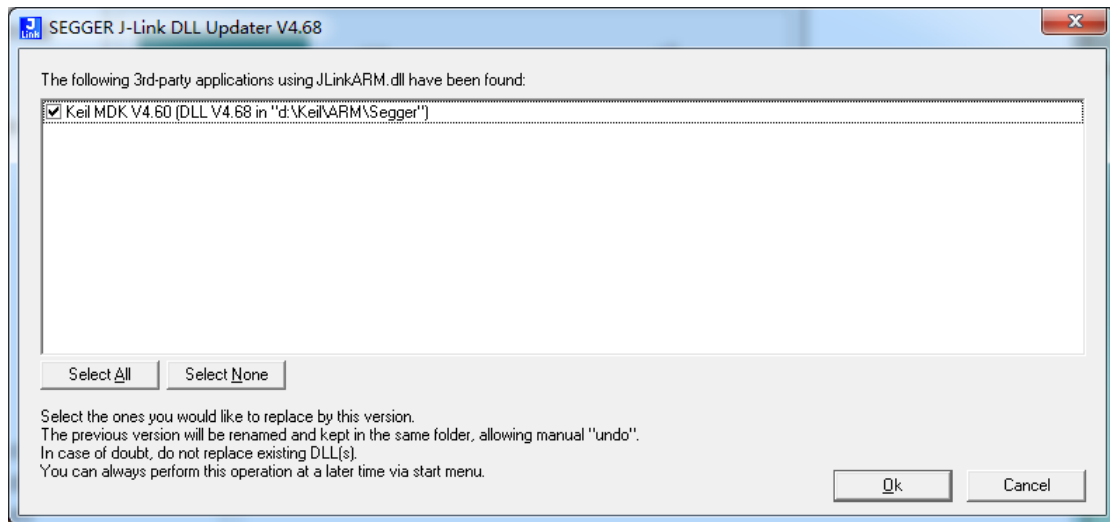 J Link
SEGGER J-Link DLL Updater V4.68
The following 3rd-party applications using JLinkARM.dll have been found:
Keil MDK V4.60 (DLL V4.68 in "d:\Keil\ARM\Segger")
Select All Select None
Select the ones you would like to replace by this version.
The previous version will be renamed and kept in the same folder, allowing manual "undo".
In case of doubt, do not replace existing DLL(s).
You can always perform this operation at a later time via start menu.
Ok Cancel